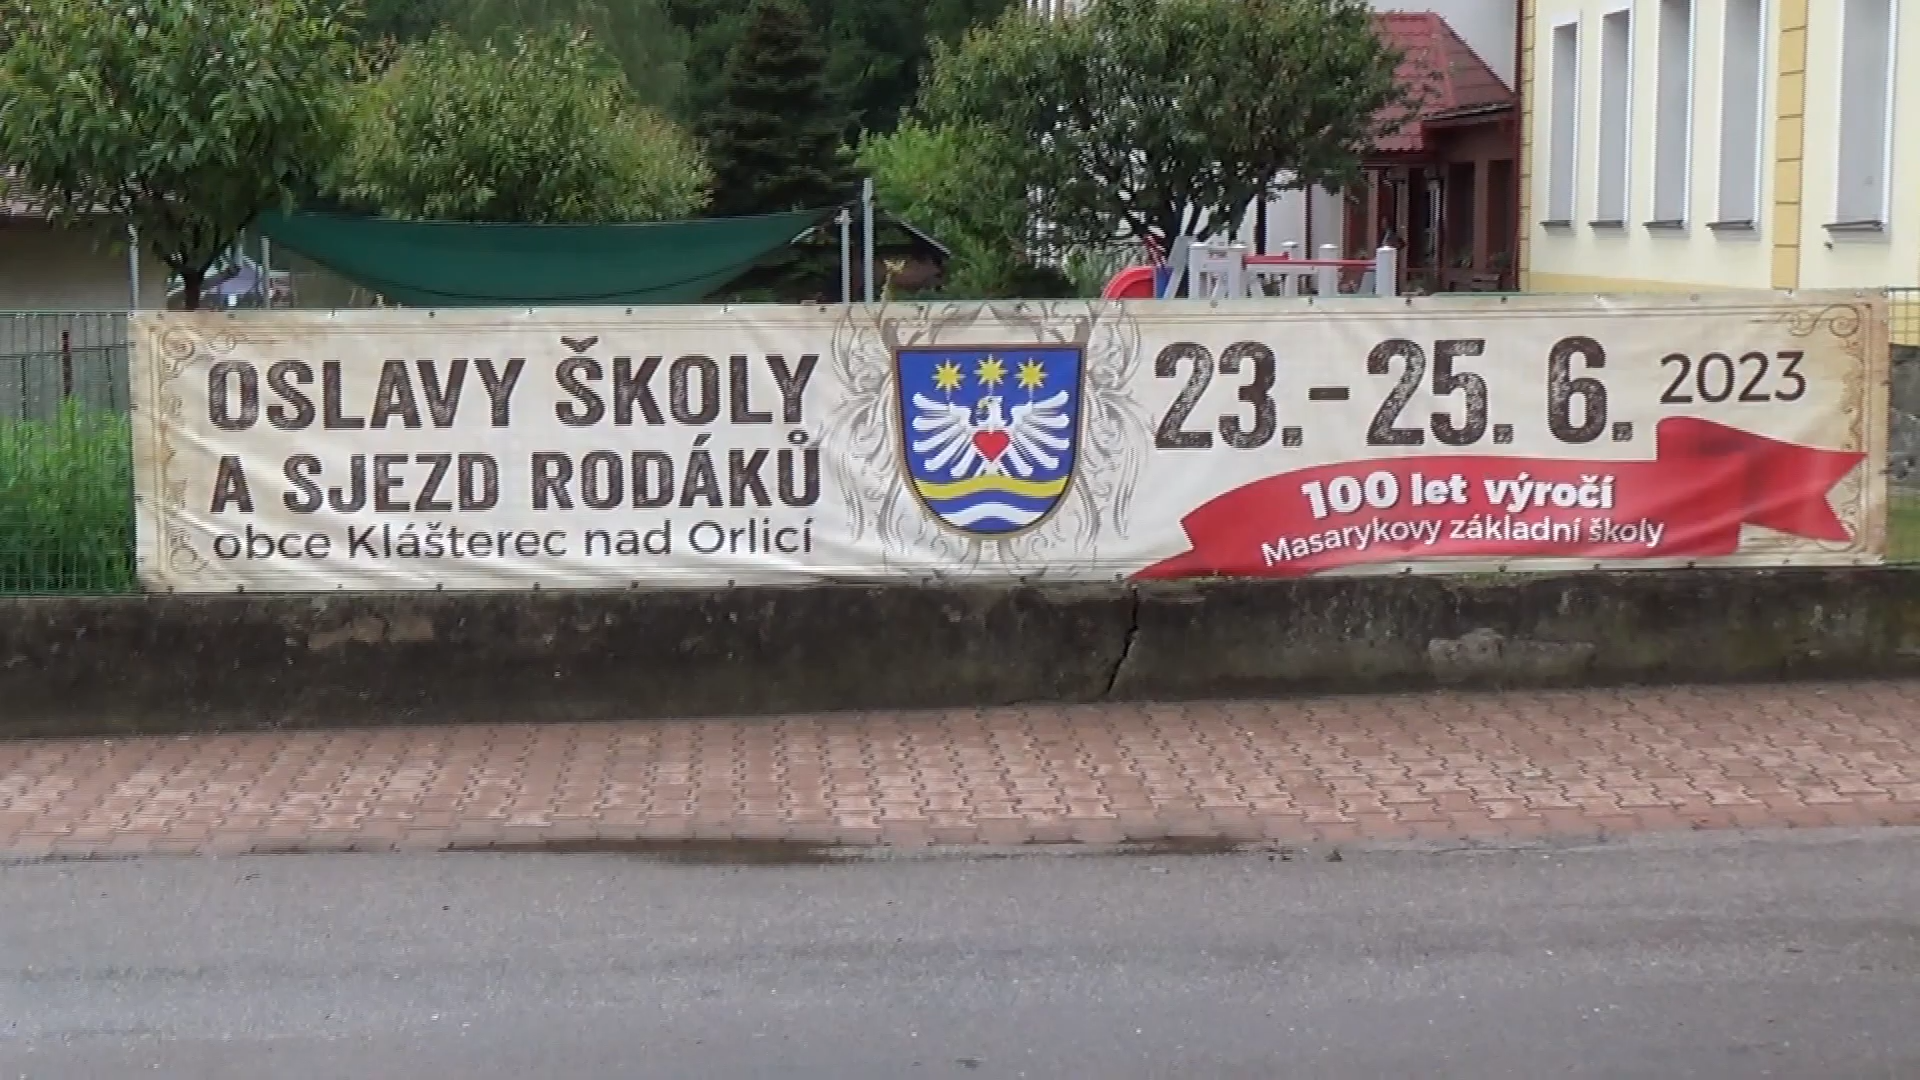 OSLAVY ŠKOLY
A SJEZD RODÁKŮ
obce Klášterec nad Orlicí
23. - 25. 6. 2023
100 let výročí
Masarykovy základní školy